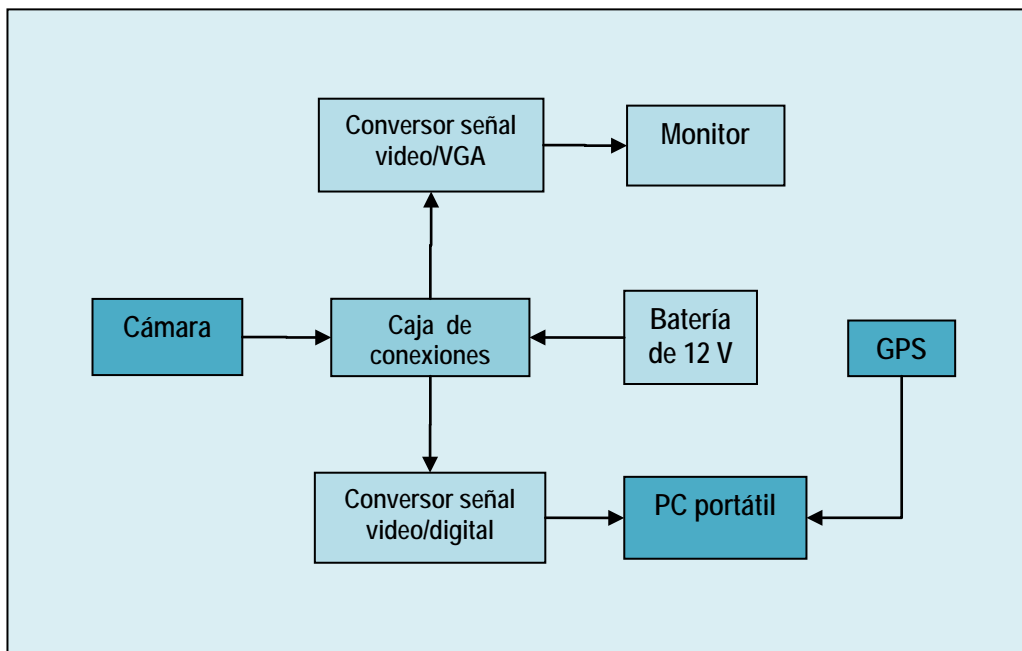 Conversor señal
video/VGA
Monitor
Cámara
Caja de
conexiones
Batería
de 12 V
GPS
Conversor señal
video/digital
PC portátil